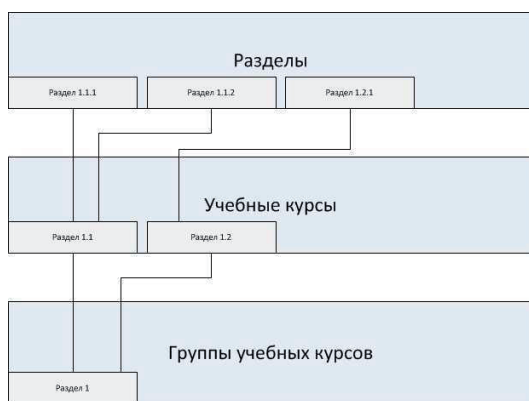 Разделы
Раздел 1.1.1
Раздел 1.1.2
Раздел 1.2.1
Учебные курсы
Раздел 1.1
Раздел 1.2
Группы учебных курсов
Раздел 1